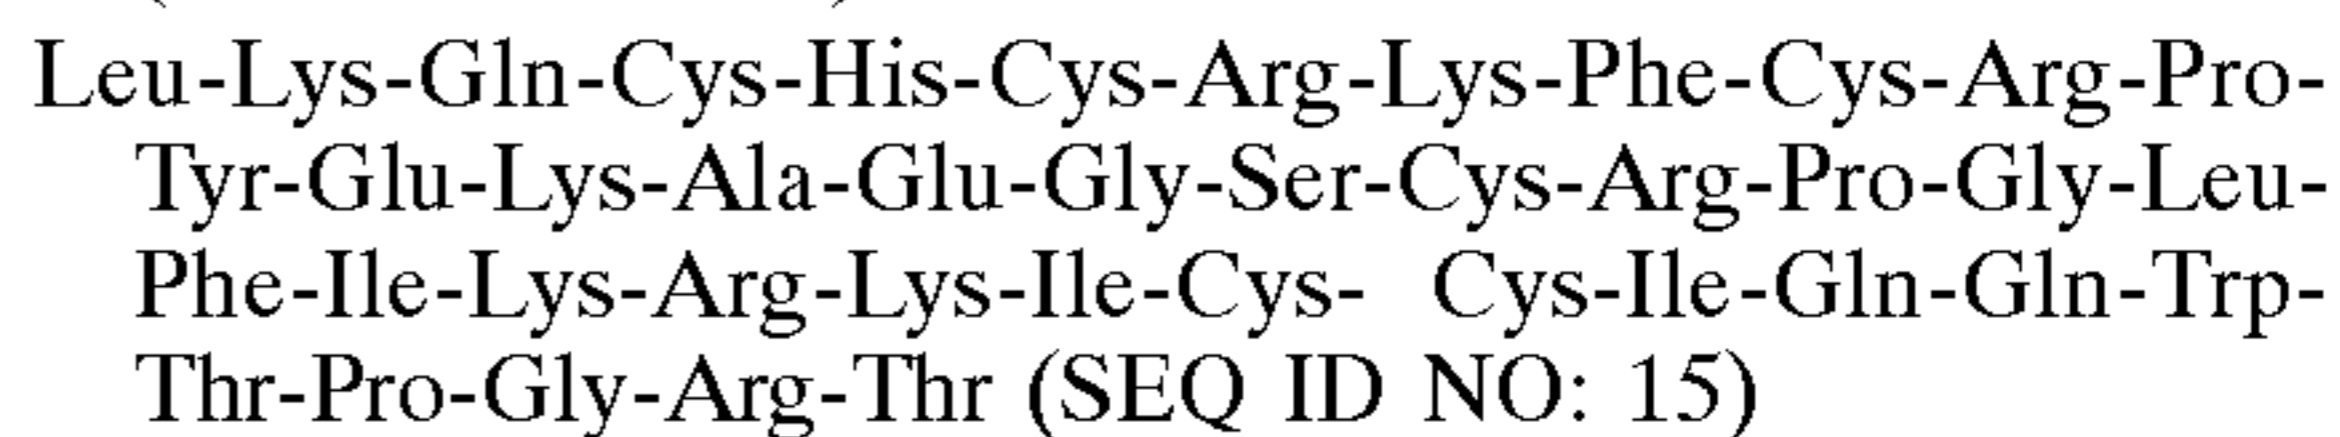 Leu-Lys-Gln-Cys-His-Cys-Arg-Lys-Phe-Cys-Arg-Pro-
Tyr-Glu-Lys-Ala-Glu-Gly-Ser-Cys-Arg-Pro-Gly-Leu-
Phe-Ile-Lys-Arg-Lys-Ile-Cys- Cys-Ile-Gln-Gln-Trp-
Thr-Pro-Gly-Arg-Thr (SEQ ID NO: 15)